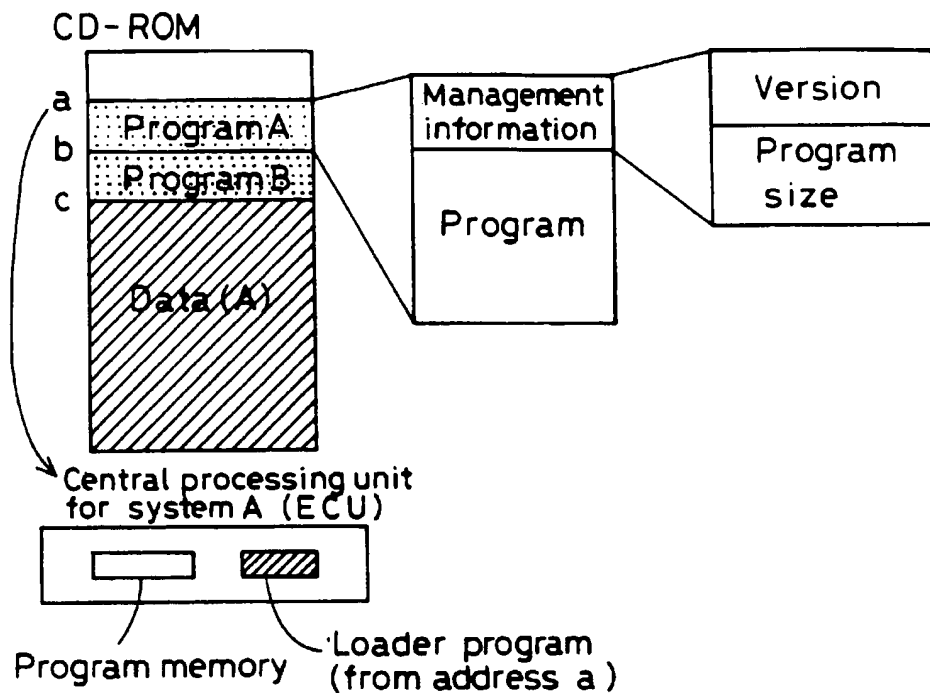 CD-ROM
a
Program A
b
Program B
c
Data (A)
Management
information
Program
Version
Program
size
Central processing unit
for system A (ECU)
Program memory
Loader program
(from address a)